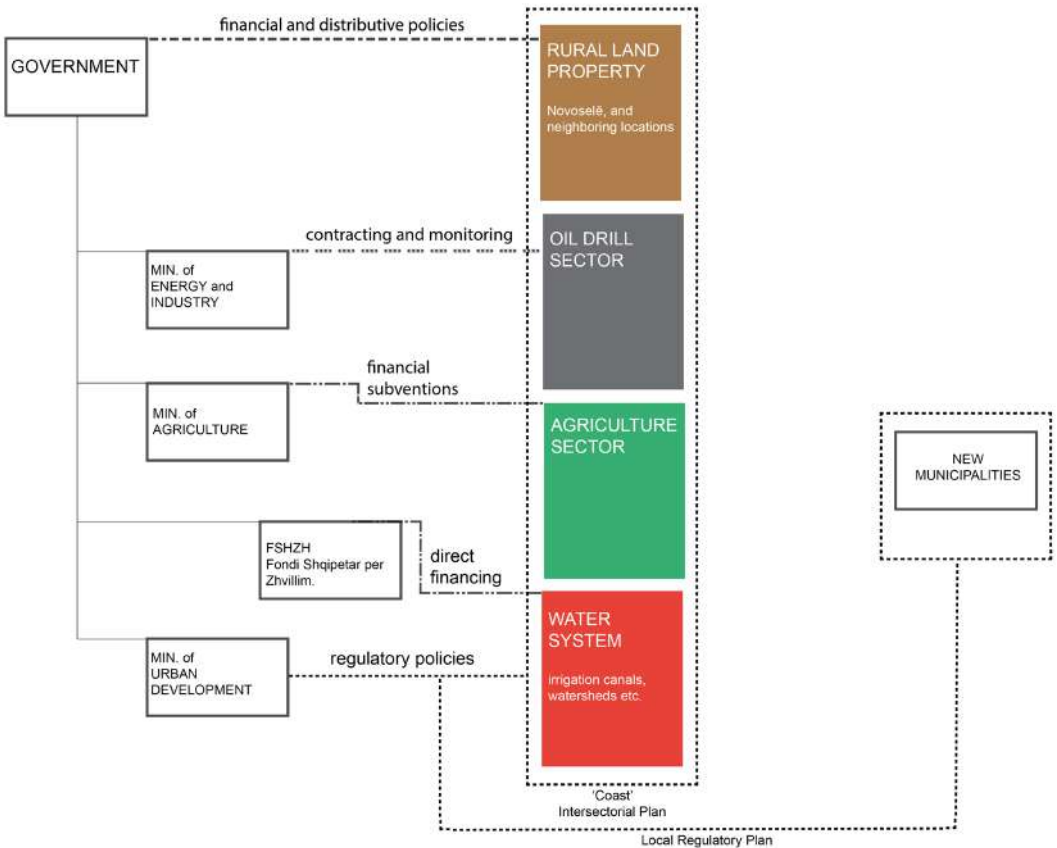 financial and distributive policies
GOVERNMENT
RURAL LAND
PROPERTY
Novoselë, and
neighboring locations
contracting and monitoring
OIL DRILL
SECTOR
MIN. of
ENERGY and
INDUSTRY
financial
subventions
MIN. of
AGRICULTURE
AGRICULTURE
SECTOR
NEW
MUNICIPALITIES
FSHZH
Fondi Shqipetar per
Zhvillim.
direct
financing
WATER
SYSTEM
irrigation canals,
watersheds etc.
MIN. of
URBAN
DEVELOPMENT
regulatory policies
'Coast'
Intersectorial Plan
Local Regulatory Plan